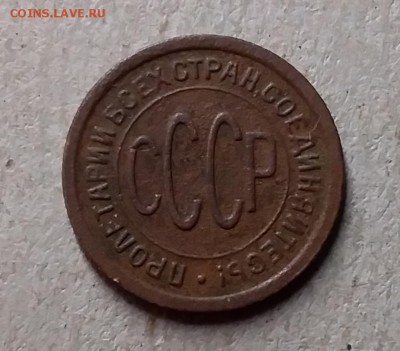 COINS.LAVE.RU
ПРОЛЕТАРИИ ВСЕХ СТРАН, СОЕДИНЯЙТЕСЬ!
СССР